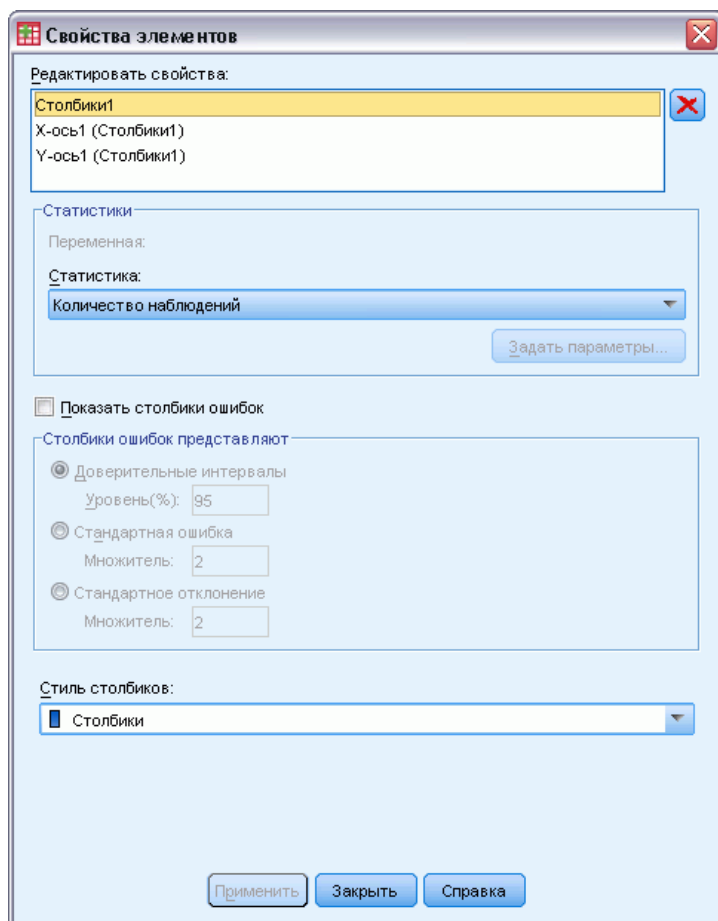 Свойства элементов
Редактировать свойства:
Столбики1
X-ось1 (Столбики1)
Y-ось1 (Столбики1)
Статистики
Переменная:
Статистика:
Количество наблюдений
Задать параметры...
Показать столбики ошибок
Столбики ошибок представляют
Доверительные интервалы
Уровень(%): 95
Стандартная ошибка
Множитель: 2
Стандартное отклонение
Множитель: 2
Стиль столбиков:
Столбики
Применить Закрыть Справка